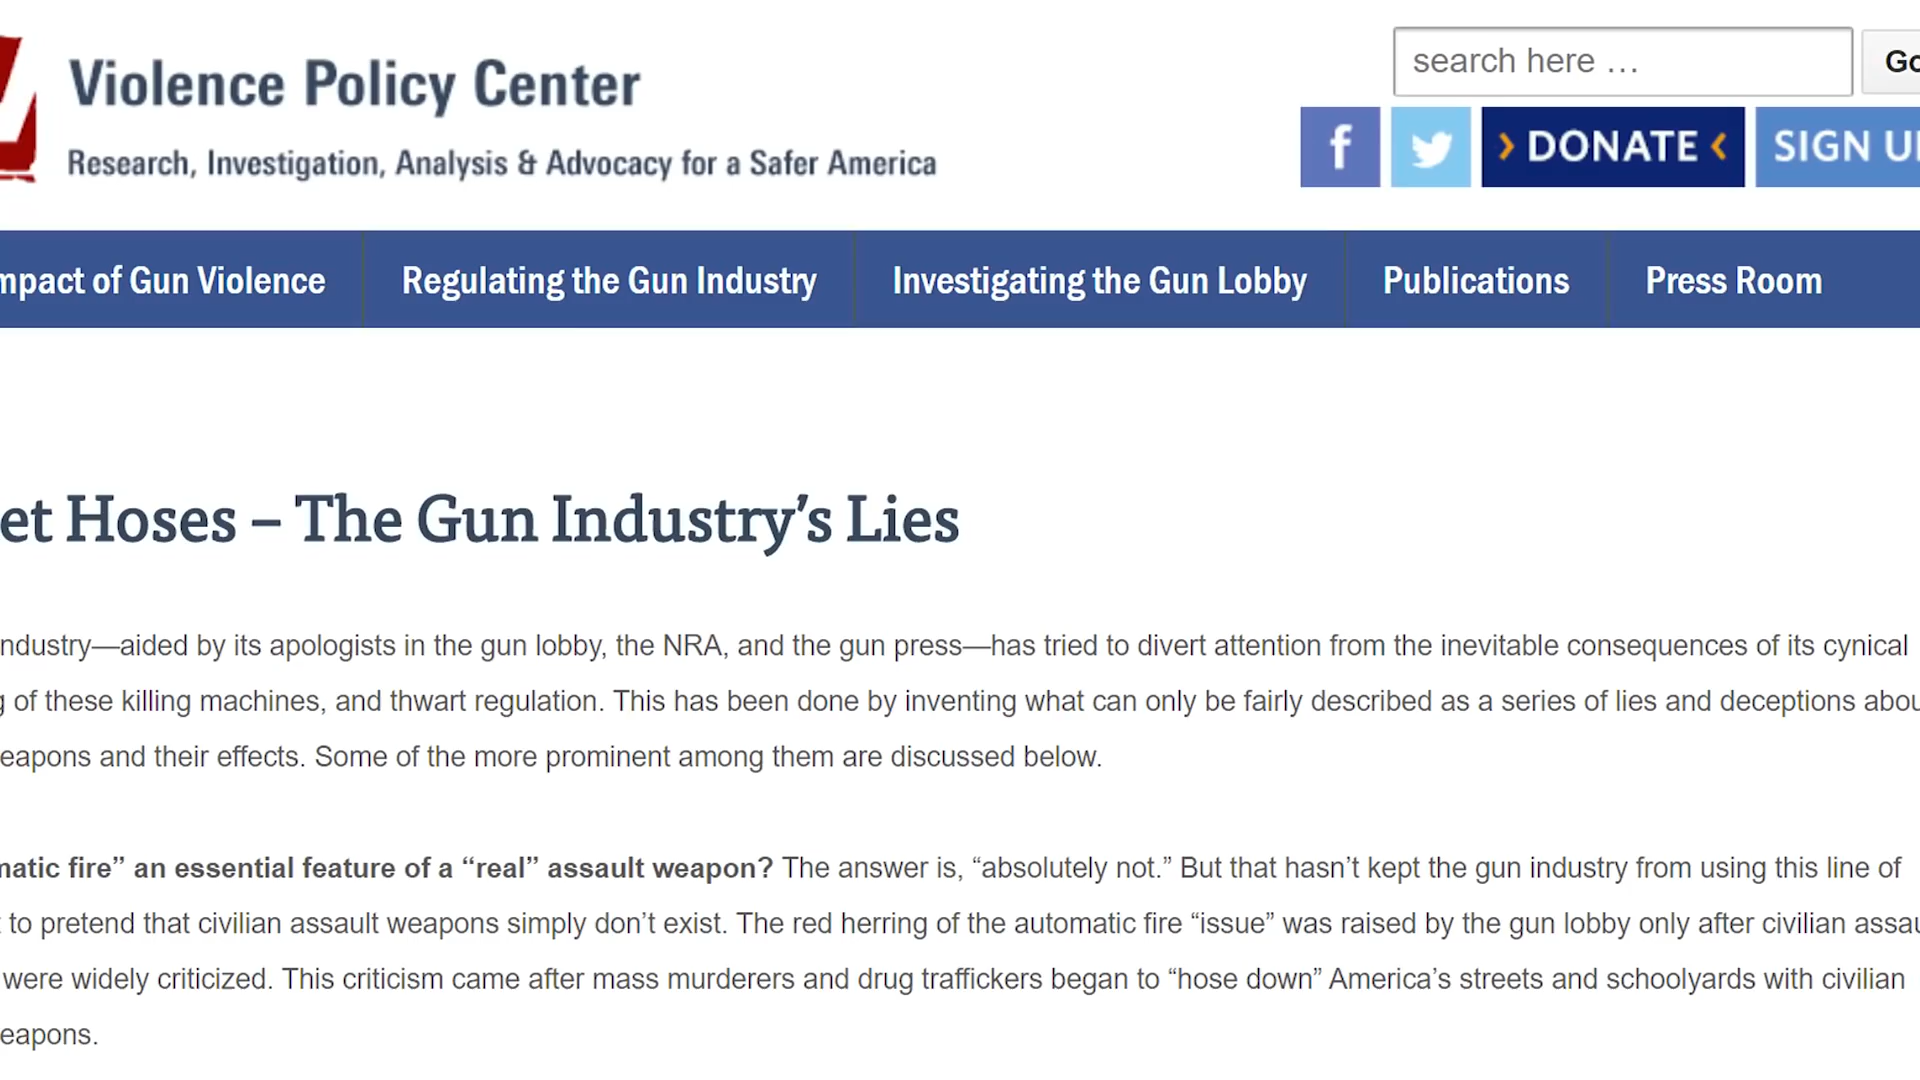 Violence Policy Center
Research, Investigation, Analysis & Advocacy for a Safer America
search here …
f
DONATE
SIGN
of Gun Violence
Regulating the Gun Industry
Investigating the Gun Lobby
Publications
Press Room
Hoses – The Gun Industry’s Lies
ndustry—aided by its apologists in the gun lobby, the NRA, and the gun press—has tried to divert attention from the inevitable consequences of its cynical
of these killing machines, and thwart regulation. This has been done by inventing what can only be fairly described as a series of lies and deceptions abou
eapons and their effects. Some of the more prominent among them are discussed below.
matic fire” an essential feature of a “real” assault weapon? The answer is, “absolutely not.” But that hasn’t kept the gun industry from using this line of
to pretend that civilian assault weapons simply don’t exist. The red herring of the automatic fire “issue” was raised by the gun lobby only after civilian assau
were widely criticized. This criticism came after mass murderers and drug traffickers began to “hose down” America’s streets and schoolyards with civilian
eapons.